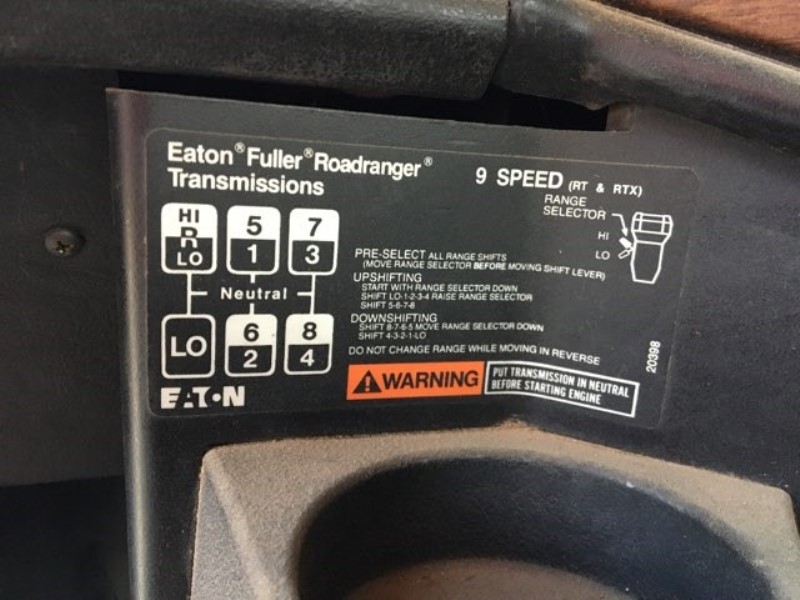 Eaton® Fuller® Roadranger®
Transmissions
9 SPEED (RT & RTX)
RANGE
SELECTOR
HI
LO
HI
R
LO
5
1
7
3
Neutral
LO
6
2
8
4
PRE-SELECT ALL RANGE SHIFTS
(MOVE RANGE SELECTOR BEFORE MOVING SHIFT LEVER)
UPSHIFTING
START WITH RANGE SELECTOR DOWN
SHIFT LO-1-2-3-4 RAISE RANGE SELECTOR
SHIFT 5-6-7-8
DOWNSHIFTING
SHIFT 8-7-6-5 MOVE RANGE SELECTOR DOWN
SHIFT 4-3-2-1-LO
DO NOT CHANGE RANGE WHILE MOVING IN REVERSE
20398
EATON
WARNING
PUT TRANSMISSION IN NEUTRAL
BEFORE STARTING ENGINE